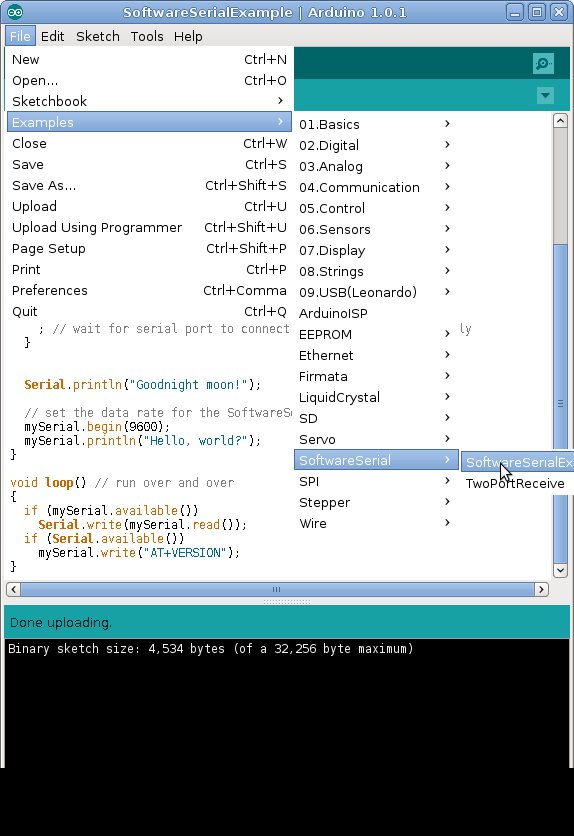 SoftwareSerialExample | Arduino 1.0.1
File Edit Sketch Tools Help
New Ctrl+N
Open... Ctrl+O
Sketchbook
Examples
Close Ctrl+W
Save Ctrl+S
Save As... Ctrl+Shift+S
Upload Ctrl+U
Upload Using Programmer Ctrl+Shift+U
Page Setup Ctrl+Shift+P
Print Ctrl+P
Preferences Ctrl+Comma
Quit Ctrl+Q
01.Basics
02.Digital
03.Analog
04.Communication
05.Control
06.Sensors
07.Display
08.Strings
09.USB(Leonardo)
ArduinoISP
EEPROM
Ethernet
Firmata
LiquidCrystal
SD
Servo
SoftwareSerial
SPI
Stepper
Wire
SoftwareSerialEx
TwoPortReceive
; // wait for serial port to connect ly
}
Serial.println("Goodnight moon!");
// set the data rate for the SoftwareS
mySerial.begin(9600);
mySerial.println("Hello, world?");
}
void loop() // run over and over
{
if (mySerial.available())
Serial.write(mySerial.read());
if (Serial.available())
mySerial.write("AT+VERSION");
}
Done uploading.
Binary sketch size: 4,534 bytes (of a 32,256 byte maximum)